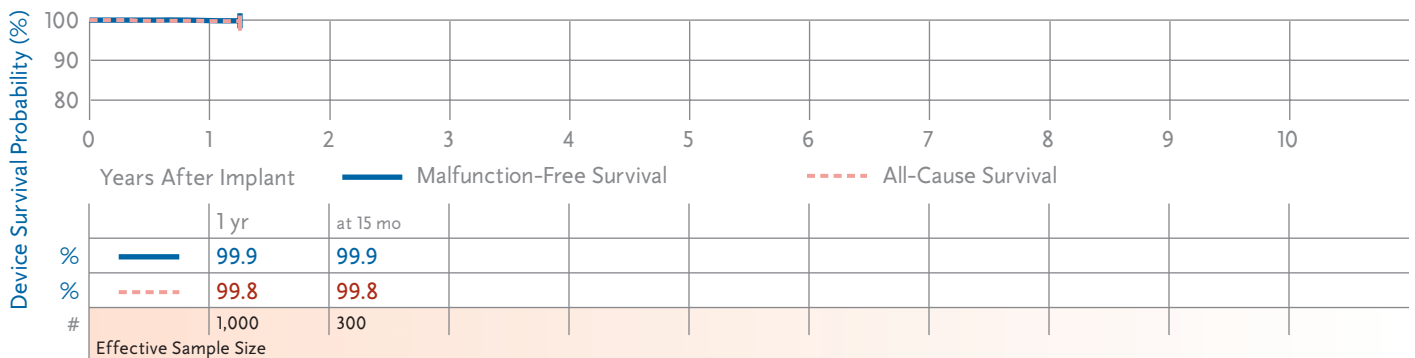 Device Survival Probability (%)
100
90
80
0 1 2 3 4 5 6 7 8 9 10
Years After Implant Malfunction-Free Survival All-Cause Survival
1 yr at 15 mo
% 99.9 99.9
% 99.8 99.8
# 1,000 300
Effective Sample Size